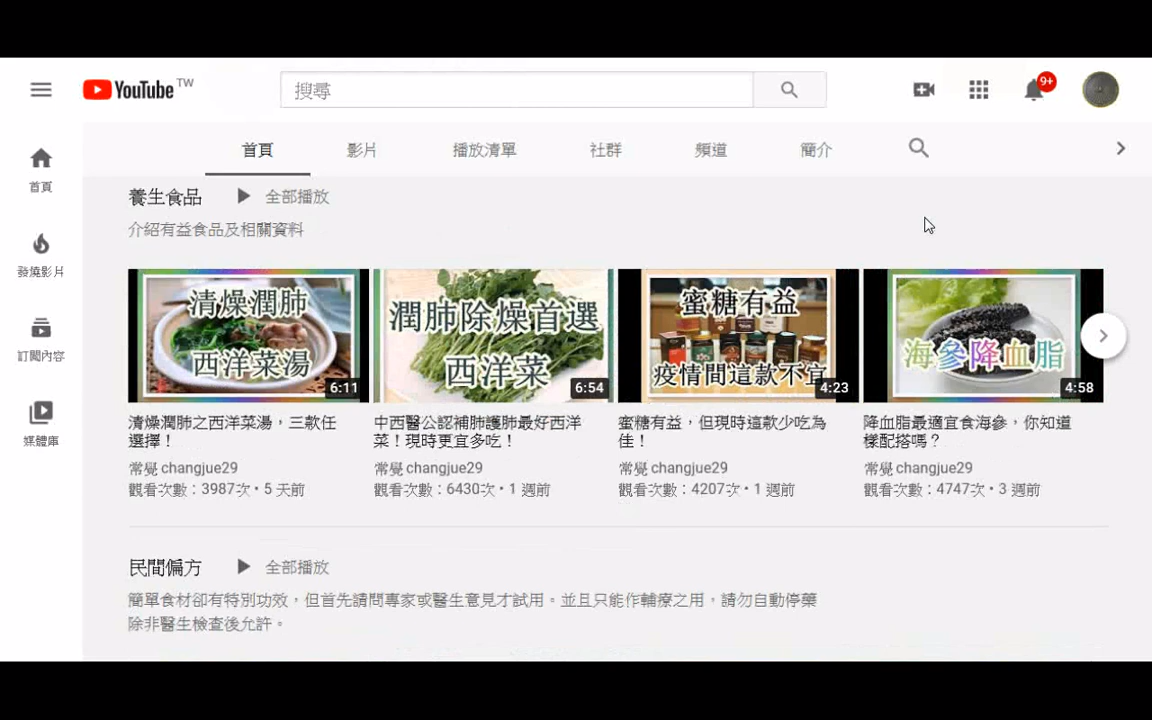 YouTube TW
搜尋
9+
首頁
影片
播放清單
社群
頻道
簡介
首頁
發燒影片
訂閱內容
媒體庫
養生食品
全部播放
介紹有益食品及相關資料
清燥潤肺
西洋菜湯
6:11
潤肺除燥首選
西洋菜
6:54
蜜糖有益
疫情間這款不宜
4:23
海參降血脂
4:58
清燥潤肺之西洋菜湯，三款任
選擇！
常覺 changjue29
觀看次數：3987次 • 5 天前
中西醫公認補肺護肺最好西洋
菜！現時更宜多吃！
常覺 changjue29
觀看次數：6430次 • 1 週前
蜜糖有益，但現時這款少吃為
佳！
常覺 changjue29
觀看次數：4207次 • 1 週前
降血脂最適宜食海參，你知道
樣配搭嗎？
常覺 changjue29
觀看次數：4747次 • 3 週前
民間偏方
全部播放
簡單食材卻有特別功效，但首先請問專家或醫生意見才試用。並且只能作輔療之用，請勿自動停藥
除非醫生檢查後允許。